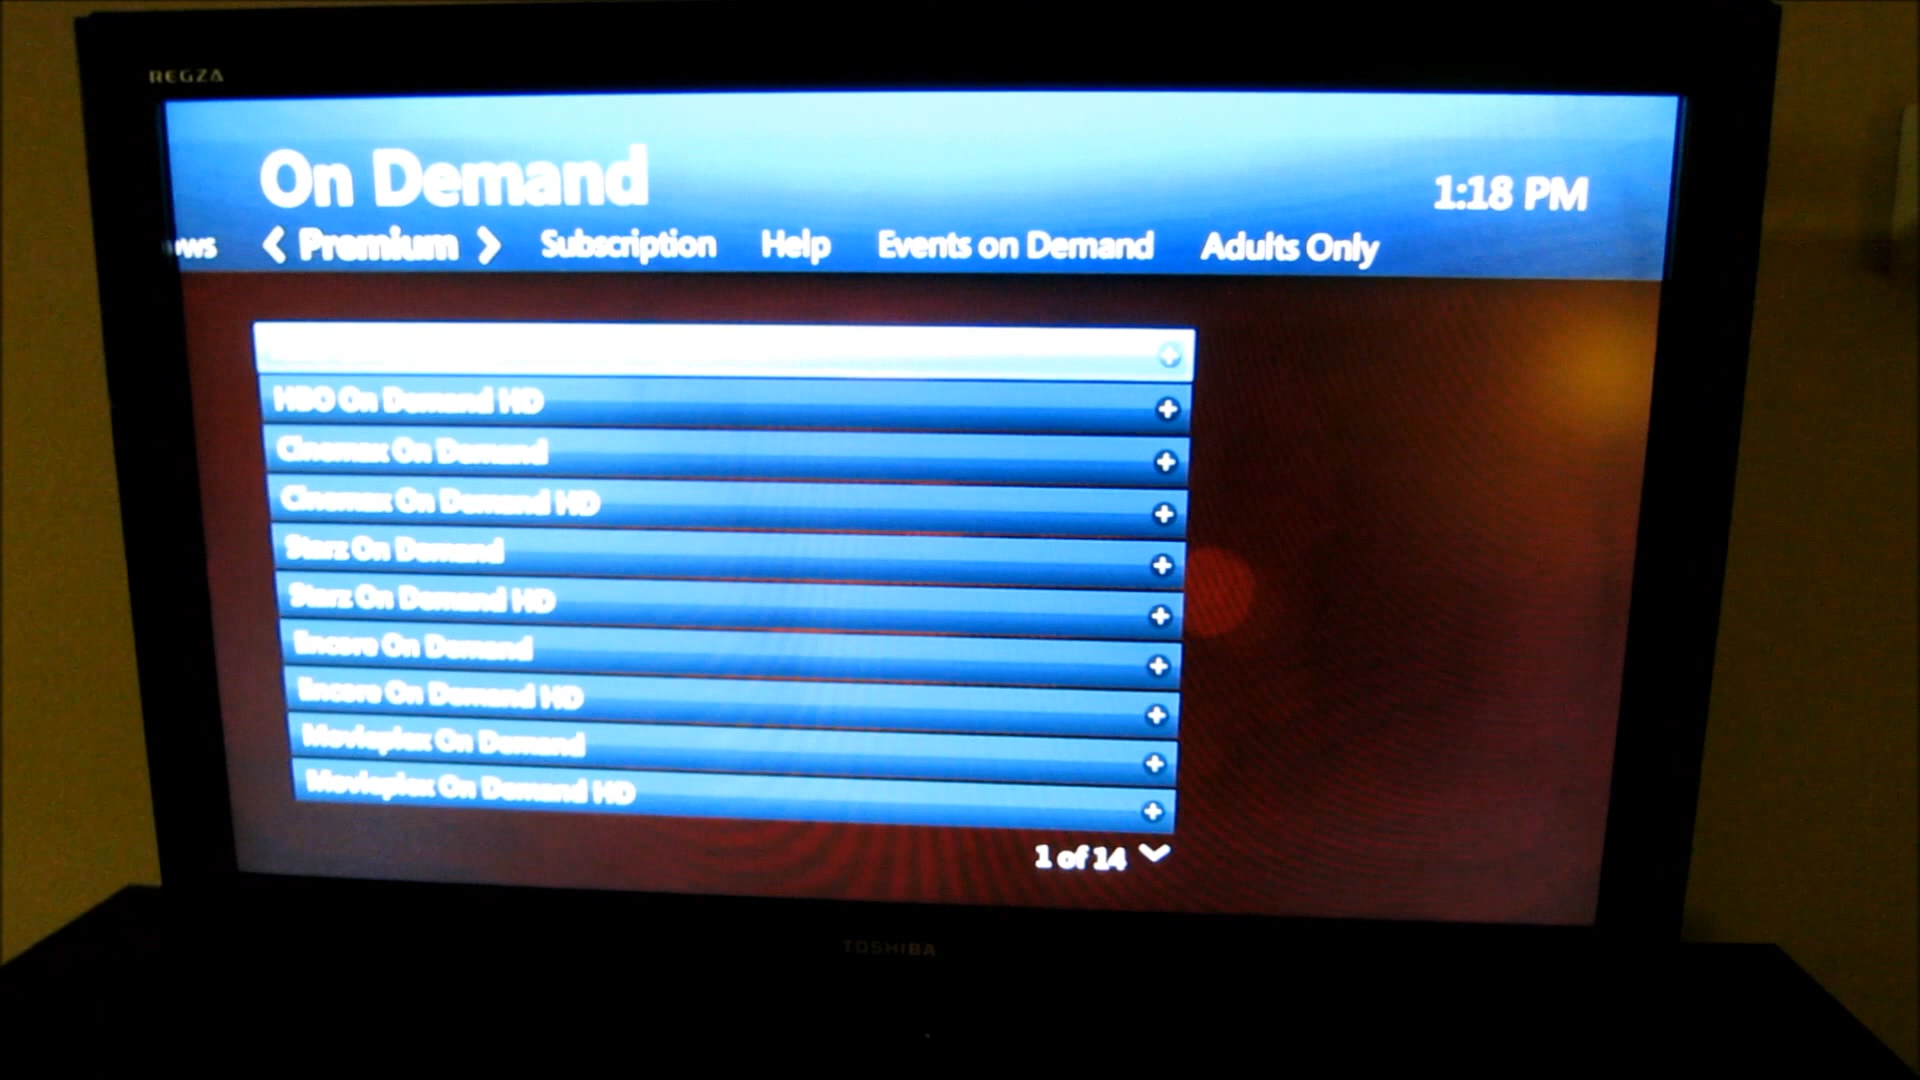 REGZA
On Demand
1:18 PM
Premium Subscription Help Events on Demand Adults Only
HBO On Demand HD
Cinemax On Demand
Cinemax On Demand HD
Starz On Demand
Starz On Demand HD
Encore On Demand
Encore On Demand HD
Movieplex On Demand
Movieplex On Demand HD
1 of 14
TOSHIBA